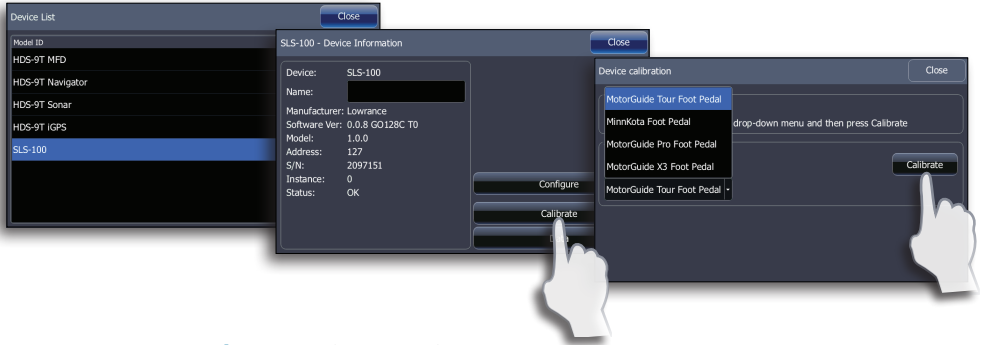 Device List
Close
Model ID
HDS-9T MFD
HDS-9T Navigator
HDS-9T Sonar
HDS-9T iGPS
SLS-100
SLS-100 - Device Information
Close
Device: SLS-100
Name:
Manufacturer: Lowrance
Software Ver: 0.0.8 GO128C T0
Model: 1.0.0
Address: 127
S/N: 2097151
Instance: 0
Status: OK
Configure
Calibrate
Device calibration
Close
MotorGuide Tour Foot Pedal
MinnKota Foot Pedal
drop-down menu and then press Calibrate
MotorGuide Pro Foot Pedal
MotorGuide X3 Foot Pedal
Calibrate
MotorGuide Tour Foot Pedal